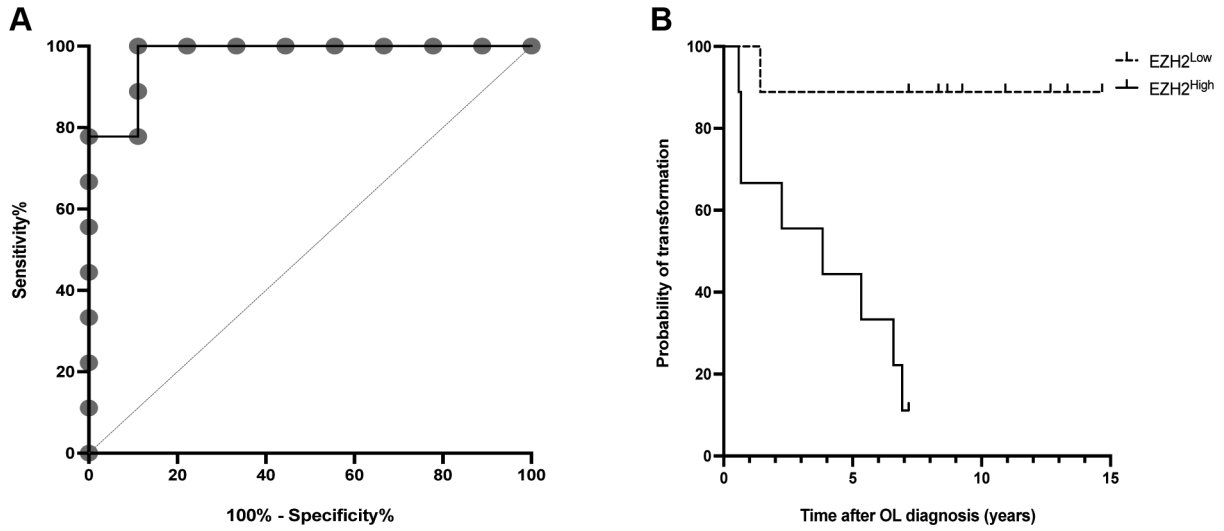 A
100
80
60
40
20
0
Sensitivity%
0 20 40 60 80 100
100% - Specificity%
B
100
80
60
40
20
0
Probability of transformation
0 5 10 15
Time after OL diagnosis (years)
EZH2Low
EZH2High